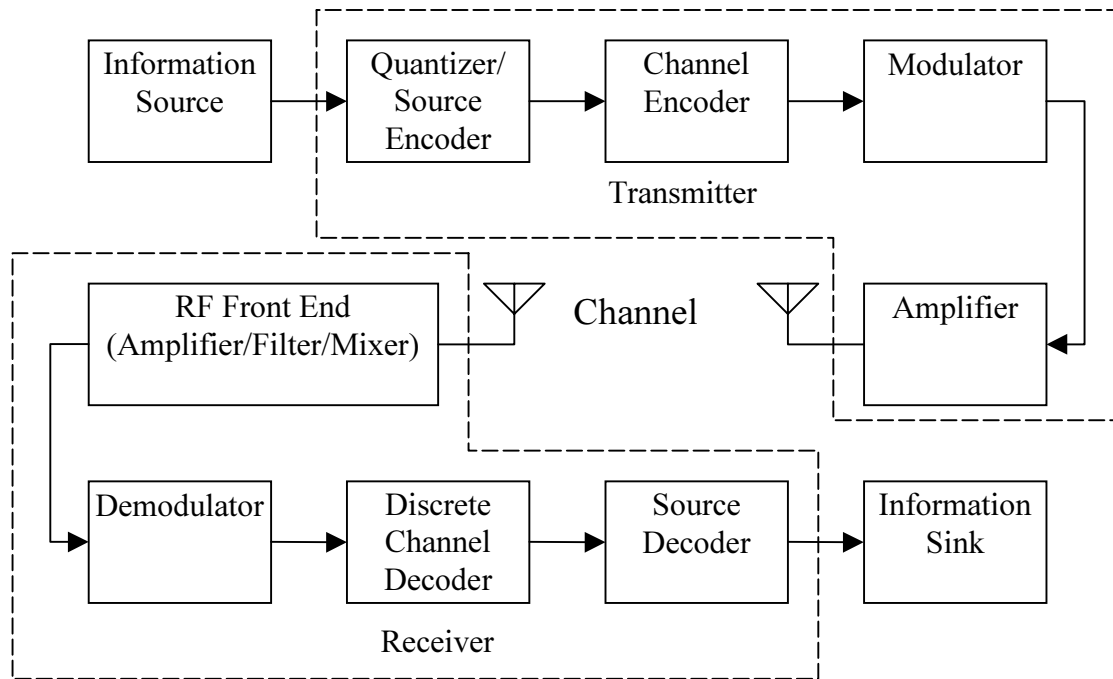 Information
Source
Quantizer/
Source
Encoder
Channel
Encoder
Modulator
Transmitter
RF Front End
(Amplifier/Filter/Mixer)
Channel
Amplifier
Demodulator
Discrete
Channel
Decoder
Source
Decoder
Information
Sink
Receiver